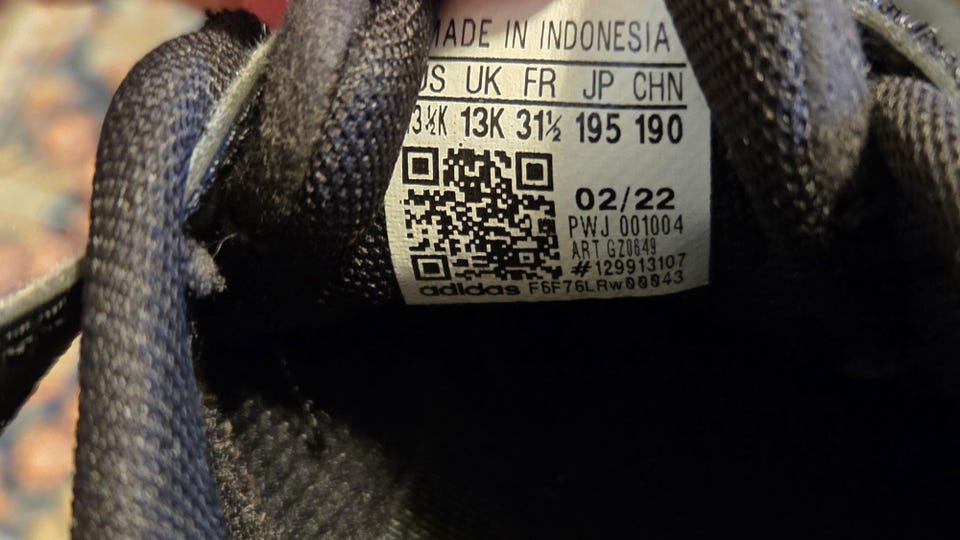 MADE IN INDONESIA
US UK FR JP CHN
13½K 13K 31½ 195 190
02/22
PWJ 001004
ART GZ0649
#129913107
adidas F6F76LRw00043